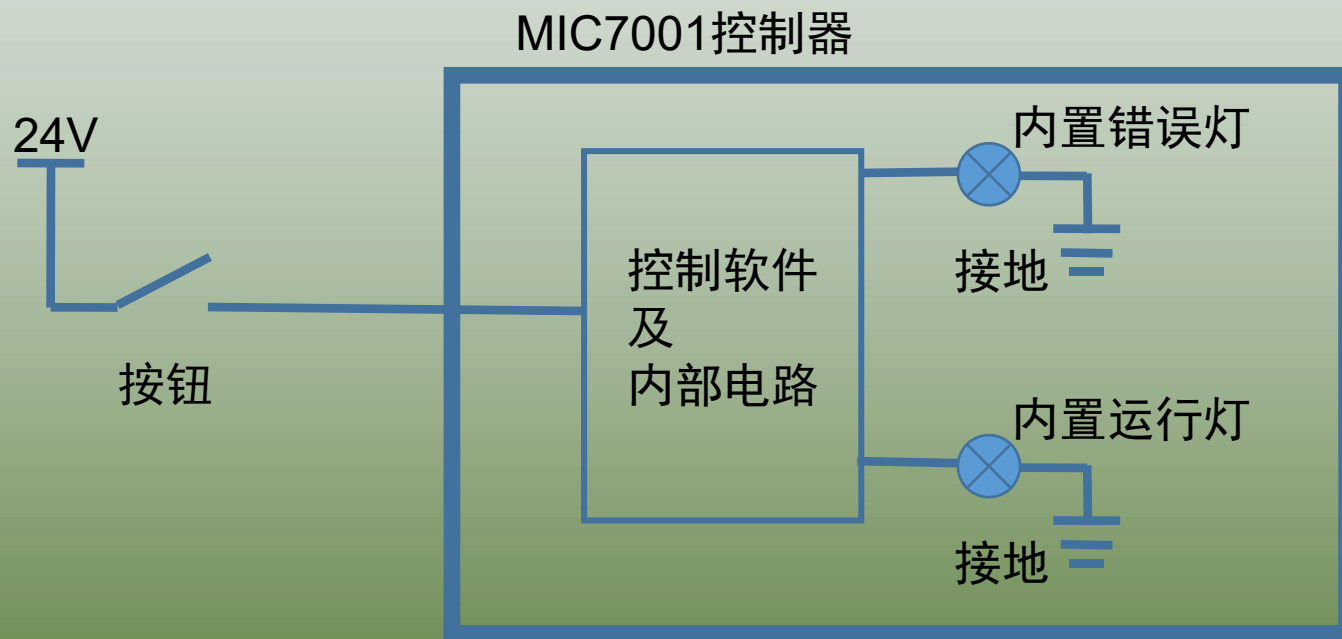 MIC7001控制器
24V
内置错误灯
接地
控制软件
及
内部电路
按钮
内置运行灯
接地